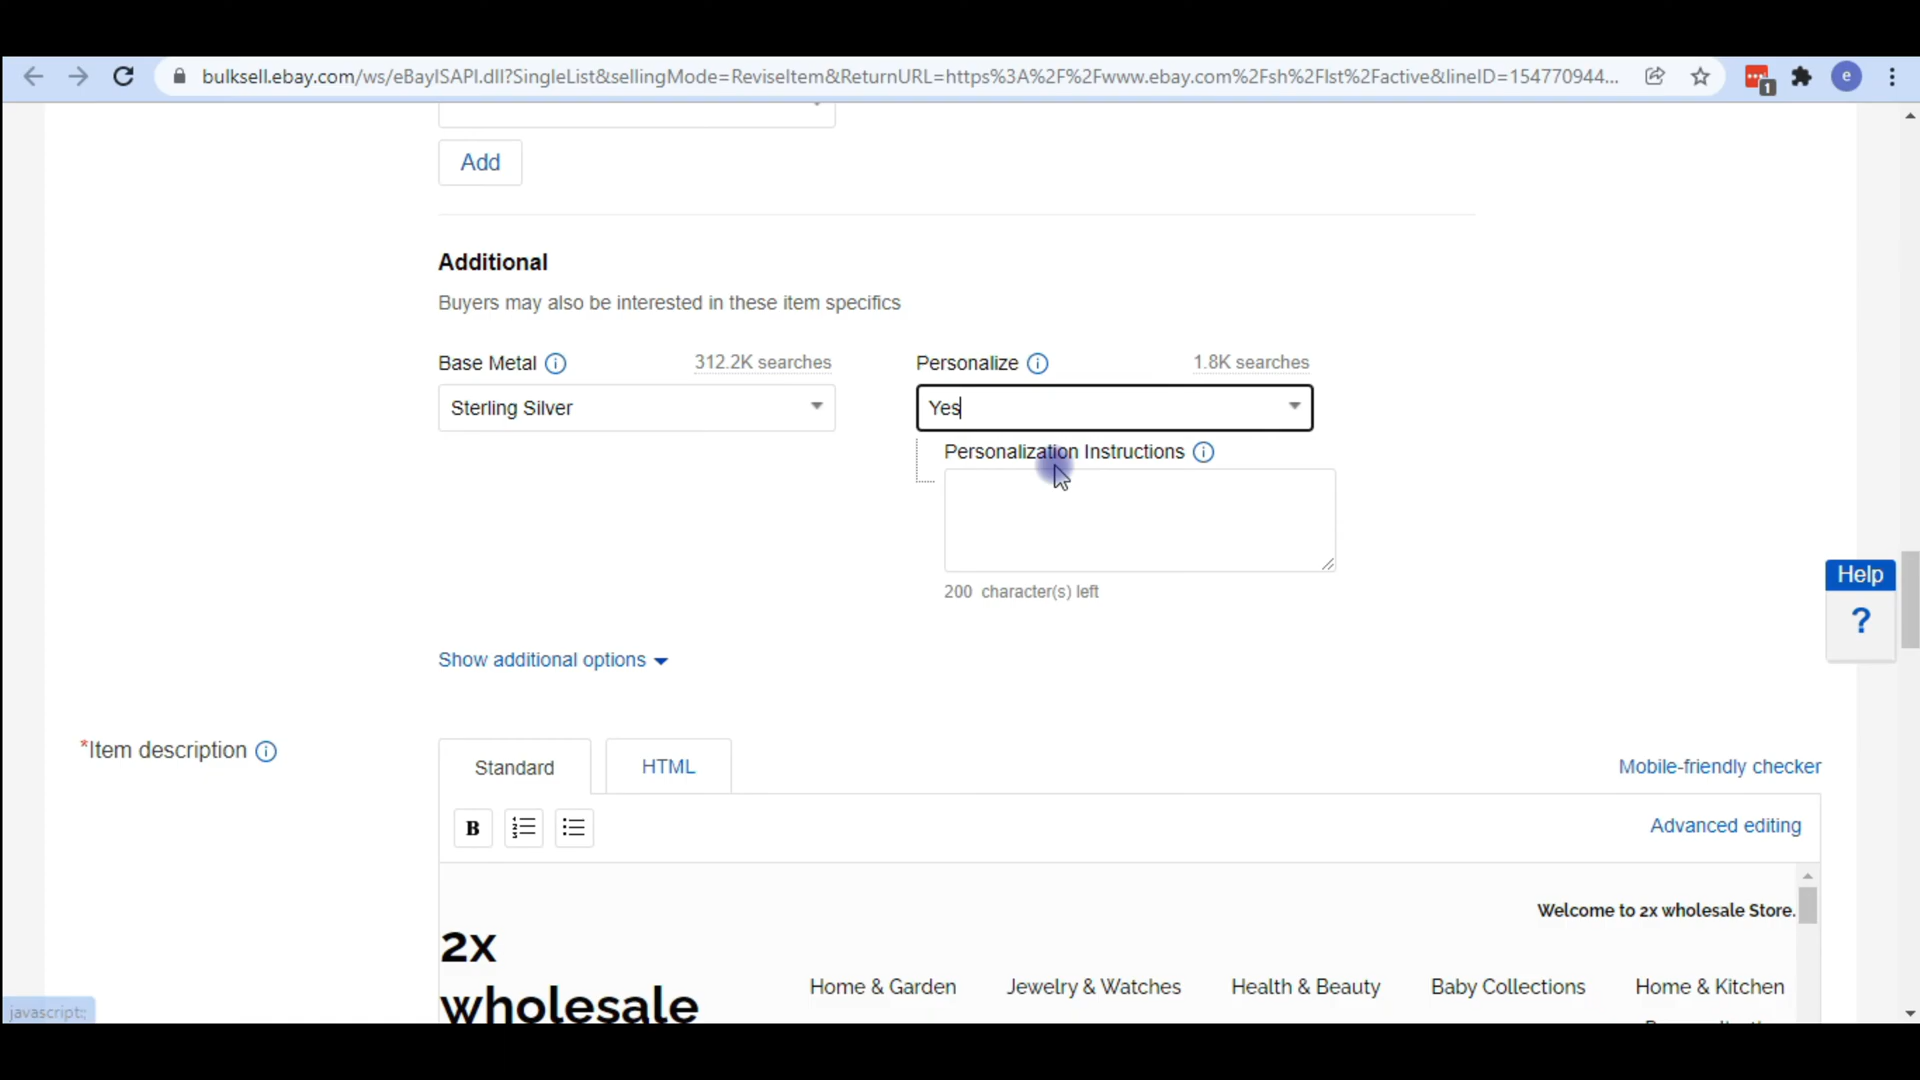 bulksell.ebay.com/ws/eBayISAPI.dll?SingleList&sellingMode=ReviseItem&ReturnURL=https%3A%2F%2Fwww.ebay.com%2Fsh%2Flst%2Factive&lineID=154770944...
1
e
Add
Additional
Buyers may also be interested in these item specifics
Base Metal i 312.2K searches
Personalize i 1.8K searches
Sterling Silver
Yes
Personalization Instructions i
200 character(s) left
Help
?
Show additional options
*Item description i
Standard
HTML
Mobile-friendly checker
B
Advanced editing
Welcome to 2x wholesale Store.
2x
wholesale
Home & Garden
Jewelry & Watches
Health & Beauty
Baby Collections
Home & Kitchen
javascript:;